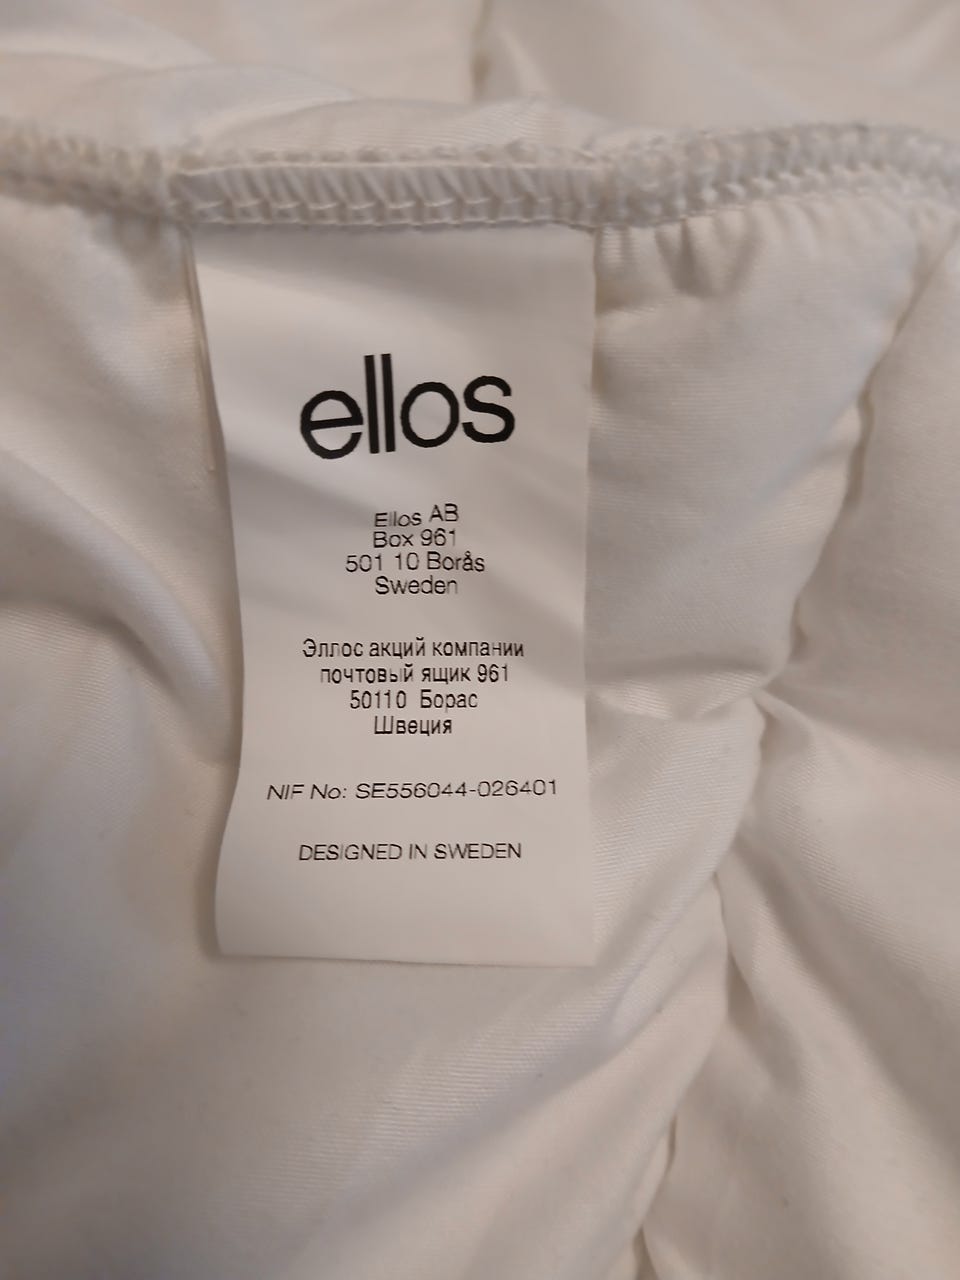 ellos
Ellos AB
Box 961
501 10 Borås
Sweden
Эллос акций компании
почтовый ящик 961
50110 Борас
Швеция
NIF No: SE556044-026401
DESIGNED IN SWEDEN